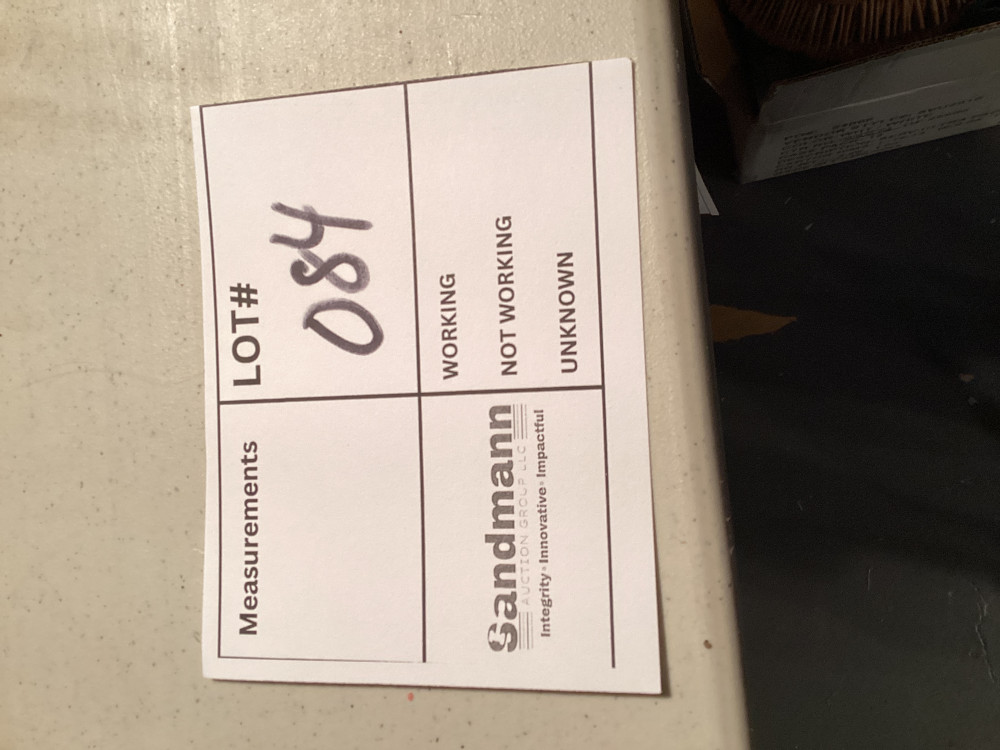 Measurements
LOT#
084
Sandmann
AUCTION GROUP LLC
Integrity • Innovative • Impactful
WORKING
NOT WORKING
UNKNOWN